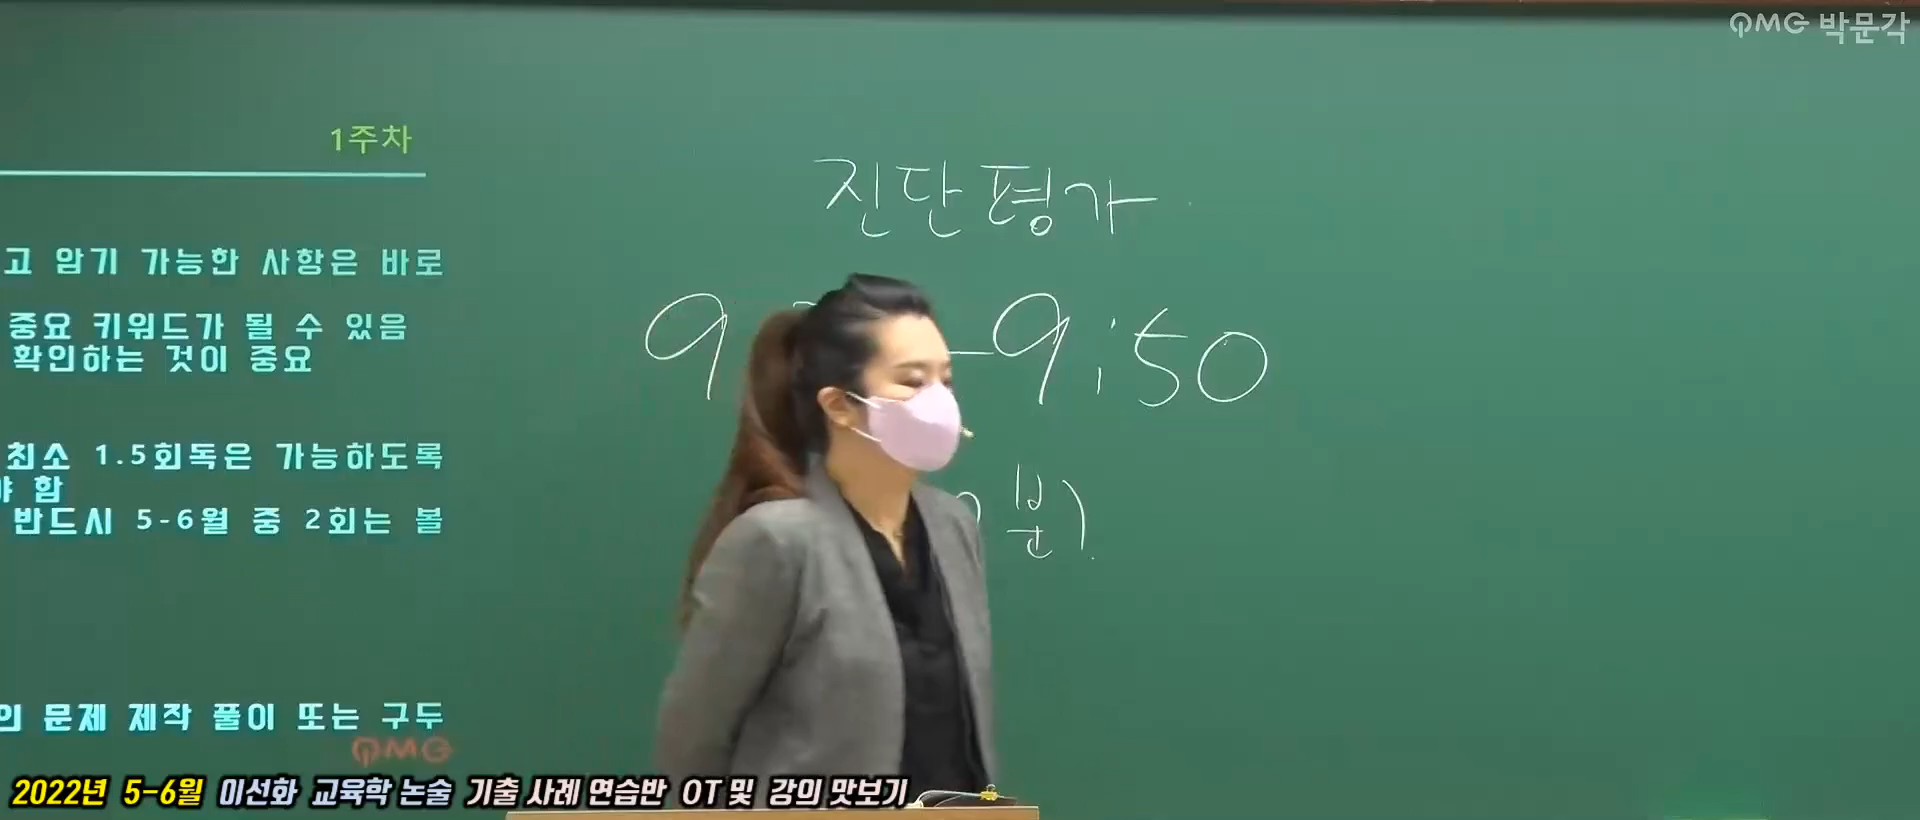 PMG 박문각
1주차
고 암기 가능한 사항은 바로
중요 키워드가 될 수 있음
확인하는 것이 중요
최소 1.5회독은 가능하도록
야 함
반드시 5-6월 중 2회는 볼
의 문제 제작 풀이 또는 구두
PMG
진단평가
9 - 9:50
분)
2022년 5-6월 이선화 교육학 논술 기출 사례 연습반 OT 및 강의 맛보기